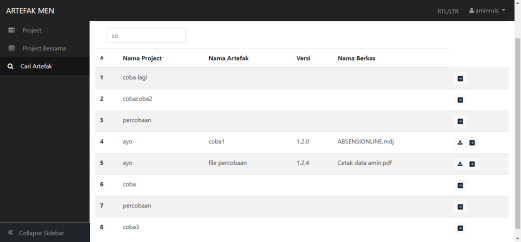 ARTEFAK MEN
RTL/LTR aminrois
Project
Project Bersama
Cari Artefak
co
# Nama Project Nama Artefak Versi Nama Berkas
1 coba lagi
2 cobacoba2
3 percobaan
4 ayo coba1 1.2.0 ABSENSIONLINE.mdj
5 ayo file percobaan 1.2.4 Cetak data amin.pdf
6 coba
7 percobaan
8 coba3
Collapse Sidebar